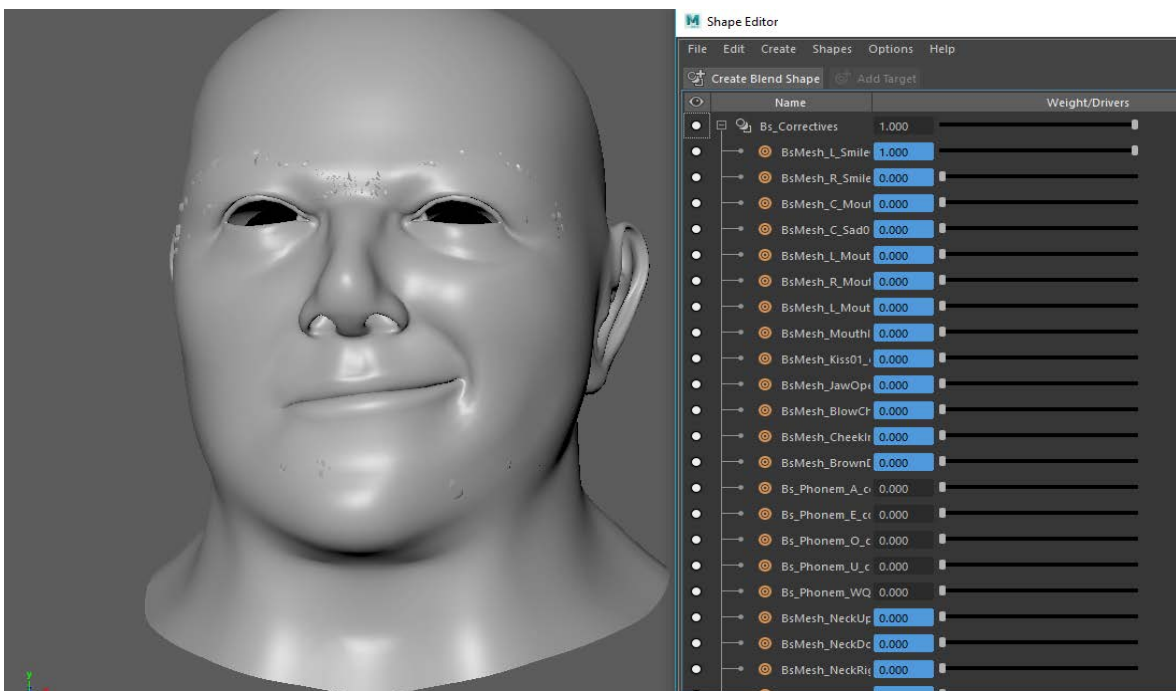 M Shape Editor
File Edit Create Shapes Options Help
Create Blend Shape Add Target
Name Weight/Drivers
Bs_Correctives 1.000
BsMesh_L_Smile 1.000
BsMesh_R_Smile 0.000
BsMesh_C_Mout 0.000
BsMesh_C_Sad0 0.000
BsMesh_L_Mout 0.000
BsMesh_R_Mout 0.000
BsMesh_L_Mout 0.000
BsMesh_Mouthl 0.000
BsMesh_Kiss01_ 0.000
BsMesh_JawOpe 0.000
BsMesh_BlowCh 0.000
BsMesh_CheekIn 0.000
BsMesh_BrownD 0.000
Bs_Phonem_A_c 0.000
Bs_Phonem_E_c 0.000
Bs_Phonem_O_c 0.000
Bs_Phonem_U_c 0.000
Bs_Phonem_WQ 0.000
BsMesh_NeckUp 0.000
BsMesh_NeckDo 0.000
BsMesh_NeckRig 0.000
y